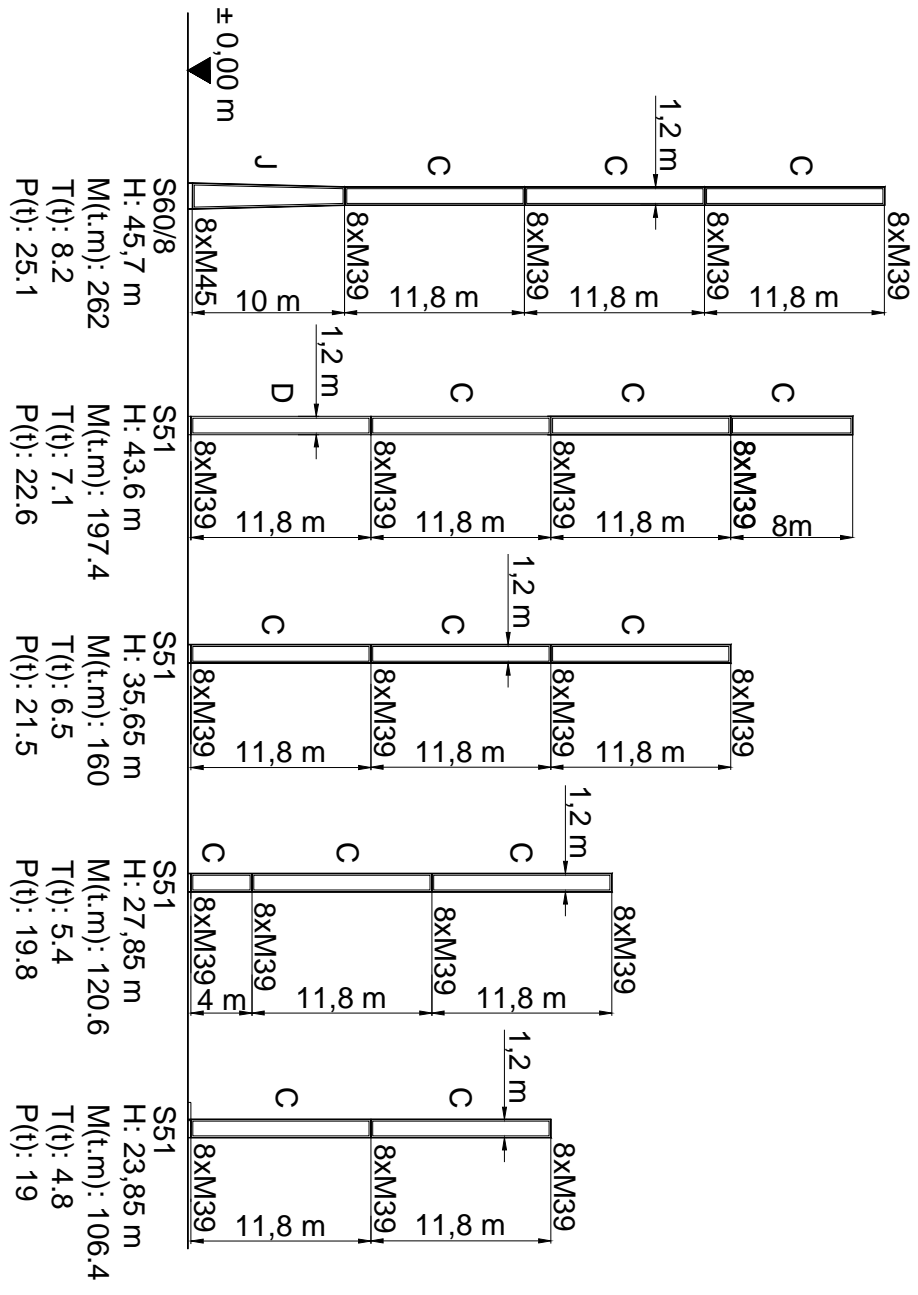 ± 0,00 m
1,2 m
J
C
C
C
8xM45
8xM39
8xM39
8xM39
8xM39
10 m
11,8 m
11,8 m
11,8 m
S60/8
H: 45,7 m
M(t.m): 262
T(t): 8.2
P(t): 25.1
1,2 m
D
C
C
C
8xM39
8xM39
8xM39
8xM39
11,8 m
11,8 m
11,8 m
8m
S51
H: 43.6 m
M(t.m): 197.4
T(t): 7.1
P(t): 22.6
1,2 m
C
C
C
8xM39
8xM39
8xM39
8xM39
11,8 m
11,8 m
11,8 m
S51
H: 35,65 m
M(t.m): 160
T(t): 6.5
P(t): 21.5
1,2 m
C
C
C
8xM39
8xM39
8xM39
8xM39
4 m
11,8 m
11,8 m
S51
H: 27,85 m
M(t.m): 120.6
T(t): 5.4
P(t): 19.8
1,2 m
C
C
8xM39
8xM39
8xM39
11,8 m
11,8 m
S51
H: 23,85 m
M(t.m): 106.4
T(t): 4.8
P(t): 19